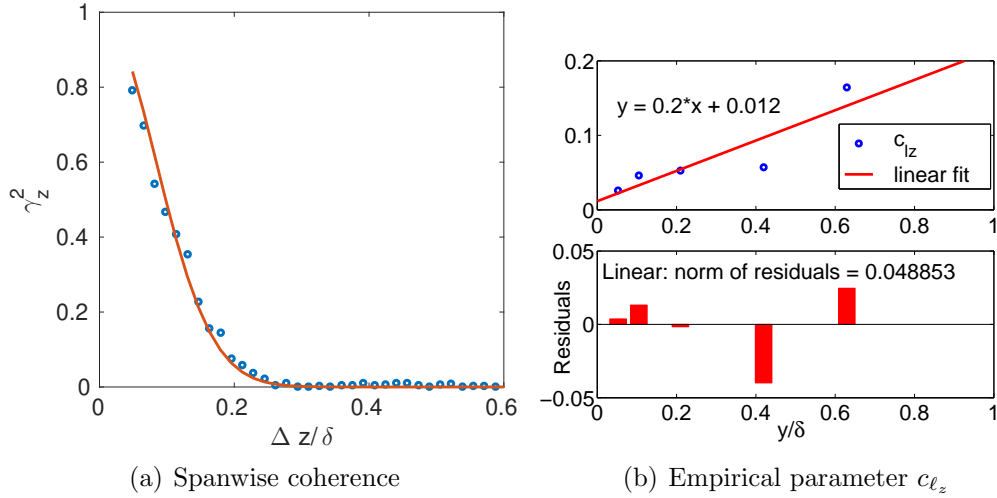 1
0.8
0.6
0.4
0.2
0
γ_z^2
0
0.2
0.4
0.6
Δ z/δ
(a) Spanwise coherence
0.2
0.1
0
y = 0.2*x + 0.012
c_lz
linear fit
0
0.2
0.4
0.6
0.8
1
0.05
0
−0.05
Residuals
Linear: norm of residuals = 0.048853
0
0.2
0.4
0.6
0.8
1
y/δ
(b) Empirical parameter c_{ℓ_z}